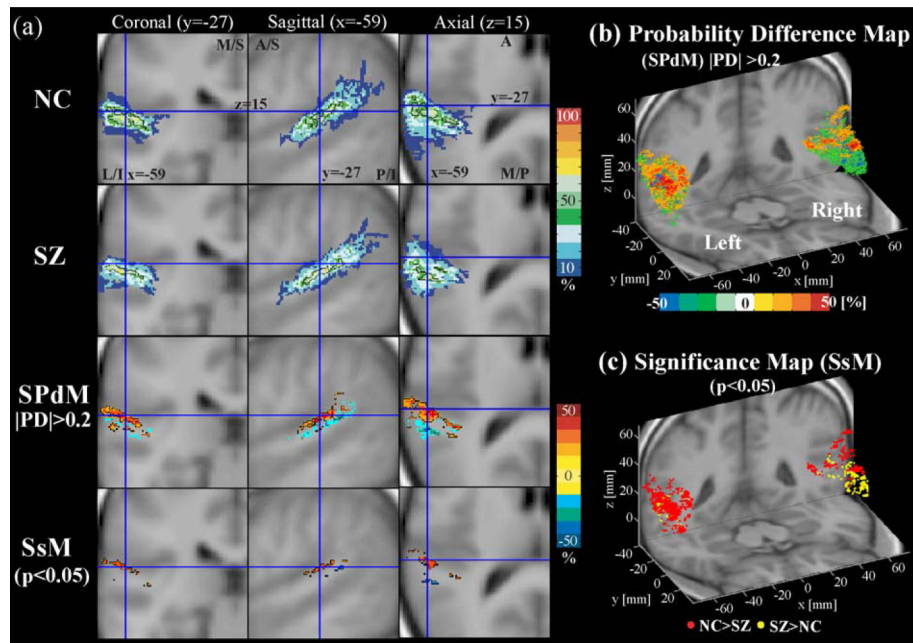 (a)
Coronal (y=-27)
Sagittal (x=-59)
Axial (z=15)
NC
M/S
A/S
A
z=15
y=-27
L/I
x=-59
y=-27
P/I
x=-59
M/P
100
50
10
%
SZ
SPdM
|PD|>0.2
50
0
-50
%
SsM
(p<0.05)
(b) Probability Difference Map
(SPdM) |PD| >0.2
60
40
20
0
-20
z [mm]
Left
Right
-40
-20
0
20
y [mm]
-60
-40
-20
0
20
40
60
x [mm]
-50
0
50 [%]
(c) Significance Map (SsM)
(p<0.05)
60
40
20
0
z [mm]
-40
-20
0
20
y [mm]
-60
-40
-20
0
20
40
60
x [mm]
NC>SZ
SZ>NC